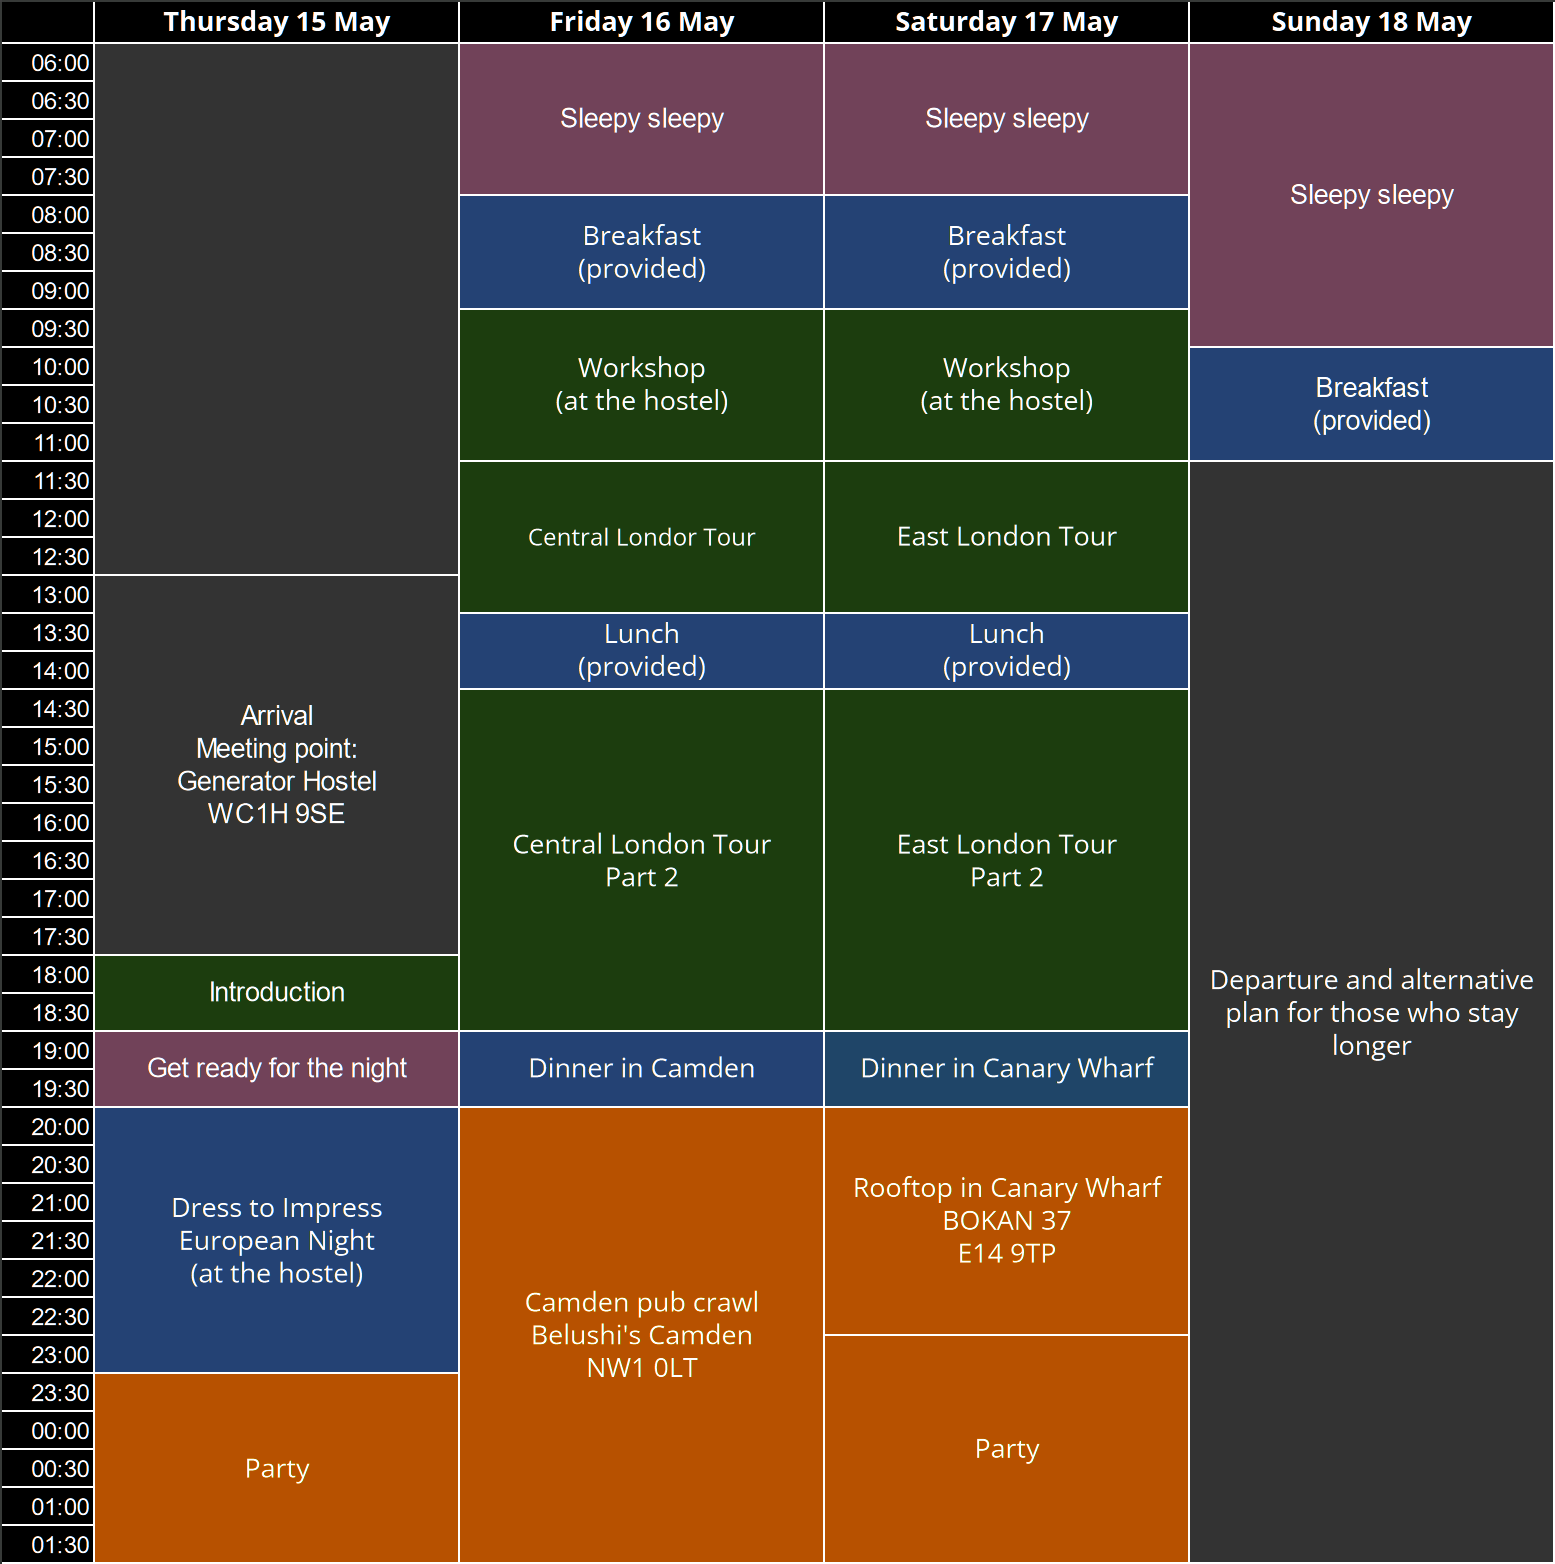 Thursday 15 May
Friday 16 May
Saturday 17 May
Sunday 18 May
06:00
06:30
07:00
07:30
08:00
08:30
09:00
09:30
10:00
10:30
11:00
11:30
12:00
12:30
13:00
13:30
14:00
14:30
15:00
15:30
16:00
16:30
17:00
17:30
18:00
18:30
19:00
19:30
20:00
20:30
21:00
21:30
22:00
22:30
23:00
23:30
00:00
00:30
01:00
01:30
Arrival
Meeting point:
Generator Hostel
WC1H 9SE
Introduction
Get ready for the night
Dress to Impress
European Night
(at the hostel)
Party
Sleepy sleepy
Breakfast
(provided)
Workshop
(at the hostel)
Central Londor Tour
Lunch
(provided)
Central London Tour
Part 2
Dinner in Camden
Camden pub crawl
Belushi's Camden
NW1 0LT
Sleepy sleepy
Breakfast
(provided)
Workshop
(at the hostel)
East London Tour
Lunch
(provided)
East London Tour
Part 2
Dinner in Canary Wharf
Rooftop in Canary Wharf
BOKAN 37
E14 9TP
Party
Sleepy sleepy
Breakfast
(provided)
Departure and alternative
plan for those who stay
longer